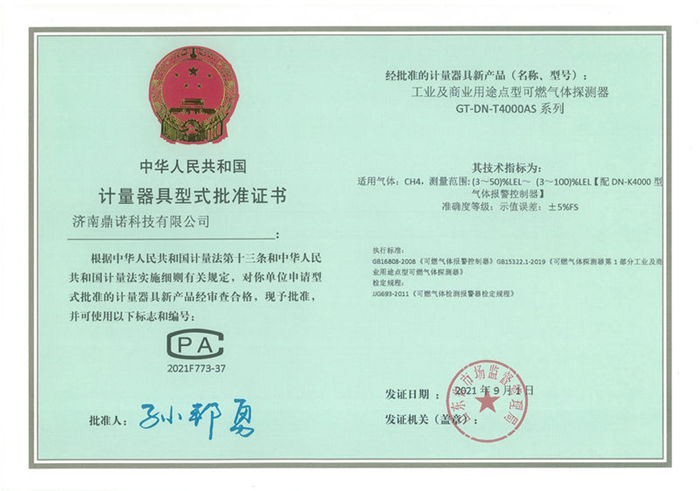 中华人民共和国
计量器具型式批准证书
济南鼎诺科技有限公司
：
根据中华人民共和国计量法第十三条和中华人民
共和国计量法实施细则有关规定，对你单位申请型
式批准的计量器具新产品经审查合格，现予批准，
并可使用以下标志和编号：
CPA
2021F773-37
批准人：
经批准的计量器具新产品（名称、型号）：
工业及商业用途点型可燃气体探测器
GT-DN-T4000AS 系列
其技术指标为：
适用气体：CH4，测量范围：(3～50)%LEL～ (3～100)%LEL【配 DN-K4000 型
气体报警控制器】
准确度等级：示值误差：±5%FS
执行标准：
GB16808-2008《可燃气体报警控制器》GB15322.1-2019《可燃气体探测器第 1 部分工业及商
业用途点型可燃气体探测器》
检定规程：
JJG693-2011《可燃气体检测报警器检定规程》
发证日期：2021 年 9 月 1 日
发证机关（盖章）：
山东省市场监督管理局